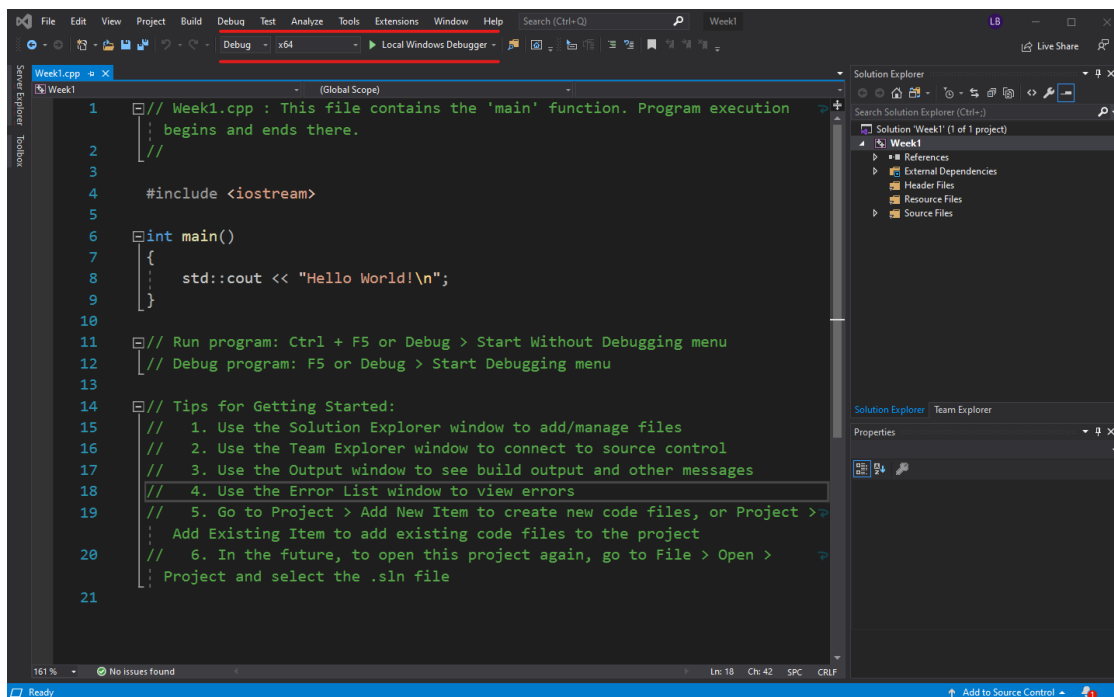 File Edit View Project Build Debug Test Analyze Tools Extensions Window Help Search (Ctrl+Q) Week1 LB
Debug x64 Local Windows Debugger Live Share
Server Explorer
Toolbox
Week1.cpp
Week1 (Global Scope)
1 // Week1.cpp : This file contains the 'main' function. Program execution
begins and ends there.
2 //
3
4 #include <iostream>
5
6 int main()
7 {
8 std::cout << "Hello World!\n";
9 }
10
11 // Run program: Ctrl + F5 or Debug > Start Without Debugging menu
12 // Debug program: F5 or Debug > Start Debugging menu
13
14 // Tips for Getting Started:
15 // 1. Use the Solution Explorer window to add/manage files
16 // 2. Use the Team Explorer window to connect to source control
17 // 3. Use the Output window to see build output and other messages
18 // 4. Use the Error List window to view errors
19 // 5. Go to Project > Add New Item to create new code files, or Project >
Add Existing Item to add existing code files to the project
20 // 6. In the future, to open this project again, go to File > Open >
Project and select the .sln file
21
161 % No issues found Ln: 18 Ch: 42 SPC CRLF
Solution Explorer
Search Solution Explorer (Ctrl+;)
Solution 'Week1' (1 of 1 project)
Week1
References
External Dependencies
Header Files
Resource Files
Source Files
Solution Explorer Team Explorer
Properties
Ready Add to Source Control 1